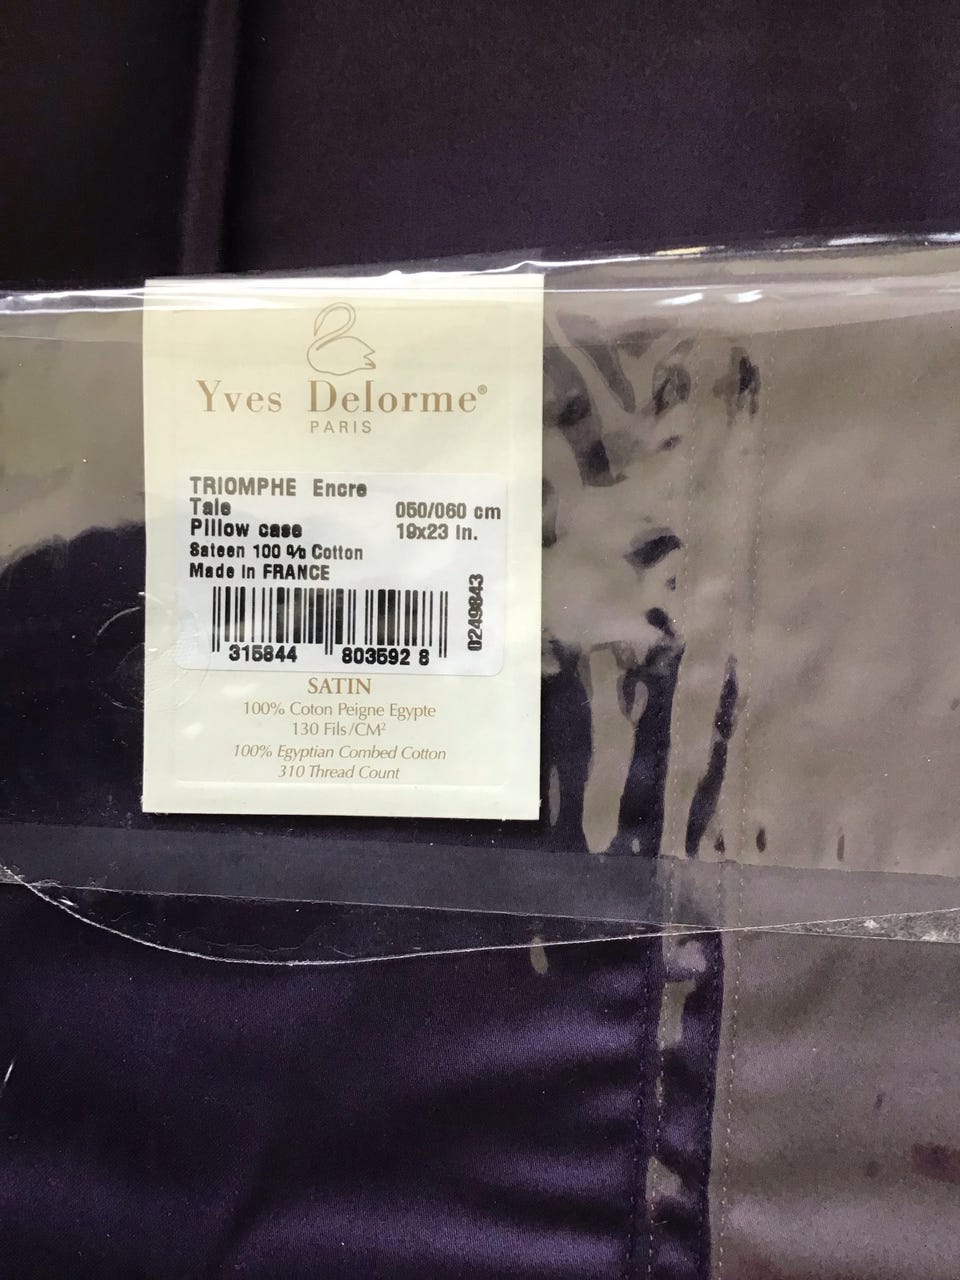 Yves Delorme®
PARIS
TRIOMPHE Encre
Taie 050/060 cm
Pillow case 19x23 in.
Sateen 100 % Cotton
Made in FRANCE
0249843
315844 803592 8
SATIN
100% Coton Peigne Egypte
130 Fils/CM²
100% Egyptian Combed Cotton
310 Thread Count